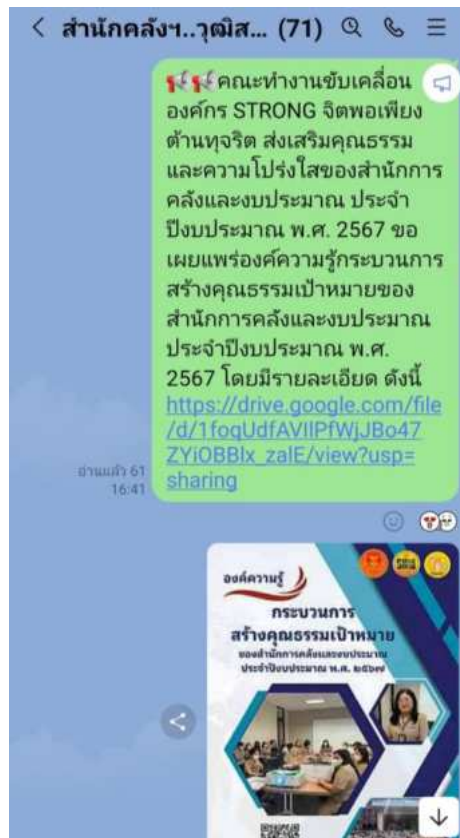 สำนักคลังฯ..วุฒิส... (71)
คณะทำงานขับเคลื่อน
องค์กร STRONG จิตพอเพียง
ต้านทุจริต ส่งเสริมคุณธรรม
และความโปร่งใสของสำนักการ
คลังและงบประมาณ ประจำ
ปีงบประมาณ พ.ศ. 2567 ขอ
เผยแพร่องค์ความรู้กระบวนการ
สร้างคุณธรรมเป้าหมายของ
สำนักการคลังและงบประมาณ
ประจำปีงบประมาณ พ.ศ.
2567 โดยมีรายละเอียด ดังนี้
https://drive.google.com/file
/d/1foqUdfAVIlPfWjJBo47
ZYiOBBlx_zalE/view?usp=
sharing
อ่านแล้ว 61
16:41
องค์ความรู้
กระบวนการ
สร้างคุณธรรมเป้าหมาย
ของสำนักการคลังและงบประมาณ
ประจำปีงบประมาณ พ.ศ. ๒๕๖๗